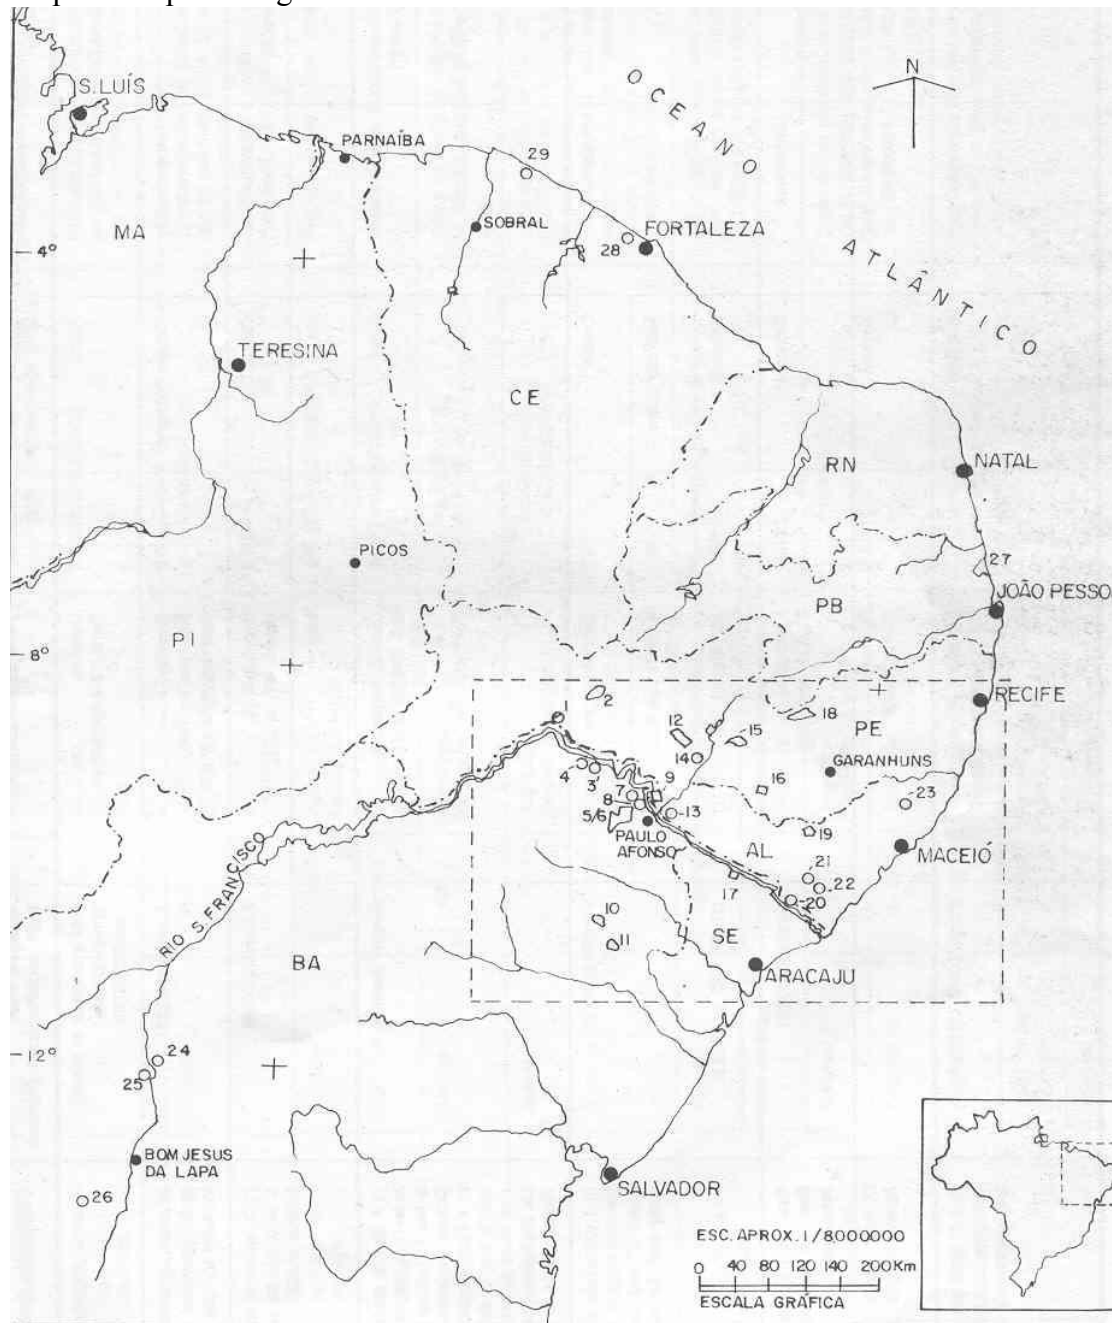 N
OCEANO
ATLÂNTICO
S.LUÍS
PARNAÍBA
29
SOBRAL
MA
FORTALEZA
28
4°
TERESINA
CE
RN
NATAL
PICOS
27
JOÃO PESSO
PB
PI
8°
2
1
RECIFE
12
18
15
PE
14
GARANHUNS
4
3
9
7
16
8
23
5/6
13
PAULO
AFONSO
19
AL
MACEIÓ
21
22
17
20
10
SE
11
RIO S. FRANCISCO
BA
ARACAJU
12°
24
25
BOM JESUS
DA LAPA
26
SALVADOR
ESC. APROX. 1/8000000
0 40 80 120 140 200Km
ESCALA GRÁFICA